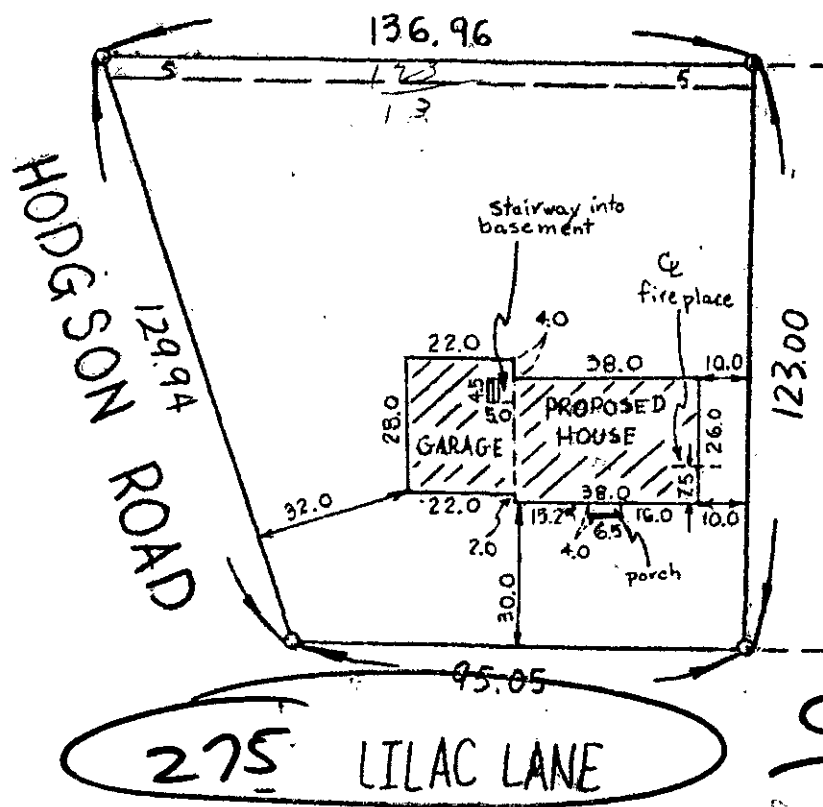 136.96
5 123 5
13
HODGSON ROAD
129.94
stairway into
basement
℄
fireplace
4.0
22.0
38.0 10.0
123.00
28.0
4.5
5.0
GARAGE
PROPOSED
HOUSE
26.0
7.5
32.0
22.0
38.0
15.2 16.0 10.0
2.0
4.0
6.5
porch
30.0
95.05
275 LILAC LANE